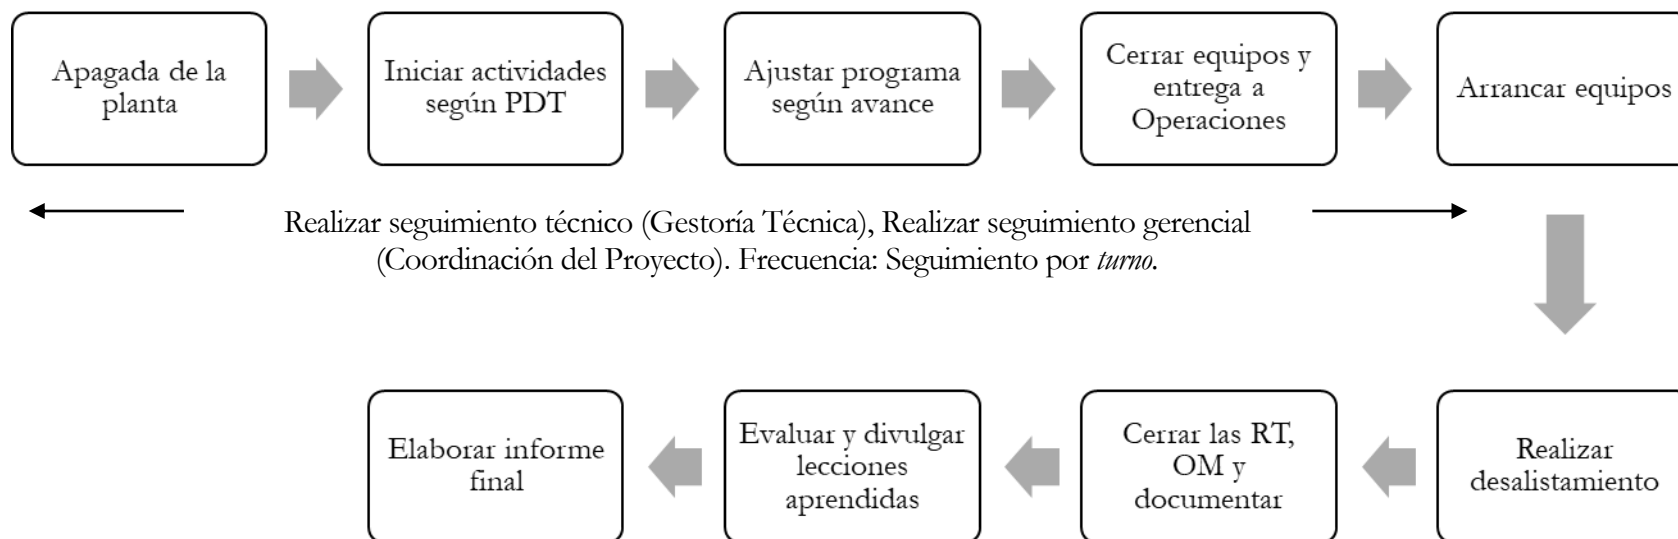 Apagada de la
planta
Iniciar actividades
según PDT
Ajustar programa
según avance
Cerrar equipos y
entrega a
Operaciones
Arrancar equipos
Realizar seguimiento técnico (Gestoría Técnica), Realizar seguimiento gerencial
(Coordinación del Proyecto). Frecuencia: Seguimiento por turno.
Realizar
desalistamiento
Cerrar las RT,
OM y
documentar
Evaluar y divulgar
lecciones
aprendidas
Elaborar informe
final